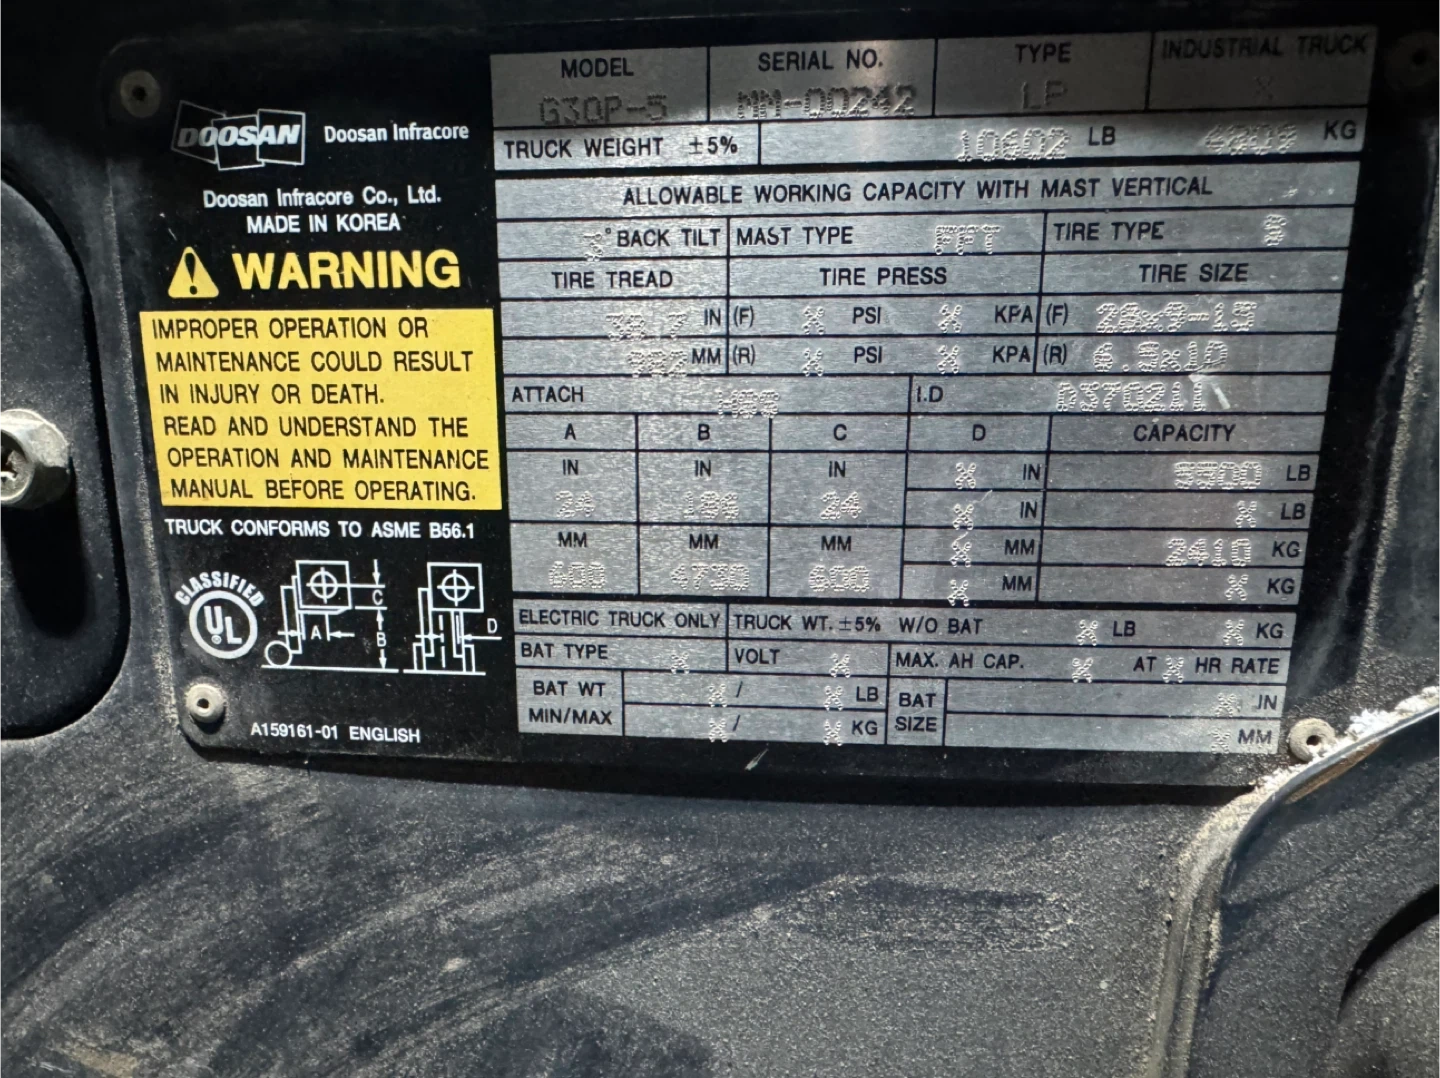 DOOSAN Doosan Infracore
Doosan Infracore Co., Ltd.
MADE IN KOREA
WARNING
IMPROPER OPERATION OR
MAINTENANCE COULD RESULT
IN INJURY OR DEATH.
READ AND UNDERSTAND THE
OPERATION AND MAINTENANCE
MANUAL BEFORE OPERATING.
TRUCK CONFORMS TO ASME B56.1
CLASSIFIED
UL
A B C D
A159161-01 ENGLISH
MODEL SERIAL NO. TYPE INDUSTRIAL TRUCK
G30P-5 MM-00242 LP X
TRUCK WEIGHT ±5% 10602 LB KG
ALLOWABLE WORKING CAPACITY WITH MAST VERTICAL
° BACK TILT MAST TYPE FFT TIRE TYPE
TIRE TREAD TIRE PRESS TIRE SIZE
IN (F) X PSI X KPA (F) 28x9-15
MM (R) X PSI X KPA (R)
ATTACH I.D
A B C D CAPACITY
IN IN IN X IN LB
24 186 24 X IN X LB
MM MM MM X MM 2410 KG
600 4730 600 X MM X KG
ELECTRIC TRUCK ONLY TRUCK WT. ±5% W/O BAT X LB X KG
BAT TYPE X VOLT X MAX. AH CAP. X AT X HR RATE
BAT WT X / X LB BAT X IN
MIN/MAX X / X KG SIZE X MM